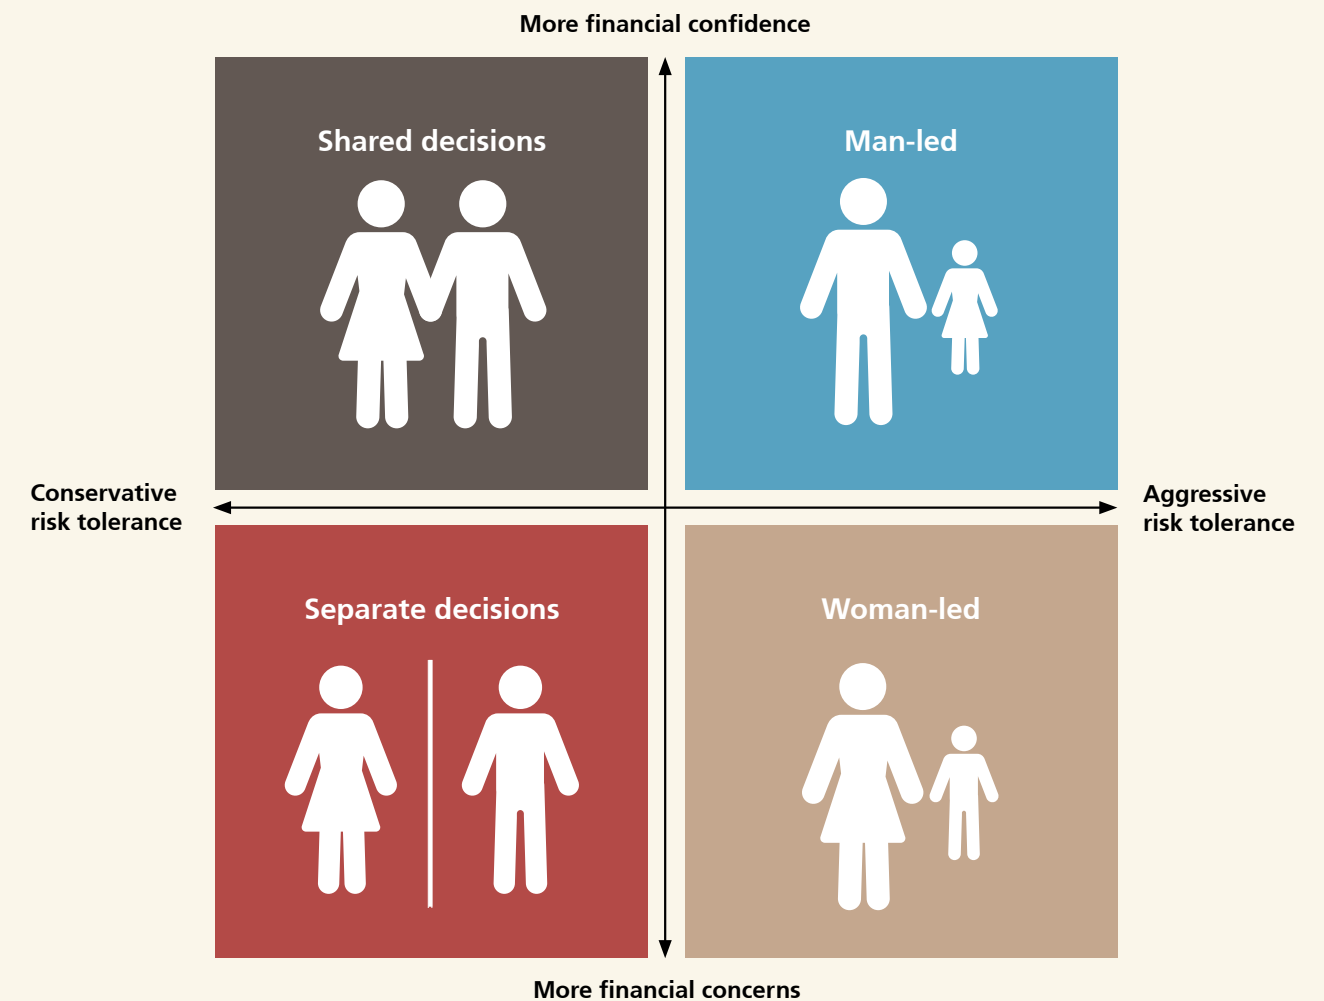 More financial confidence
Shared decisions
Man-led
Conservative
risk tolerance
Aggressive
risk tolerance
Separate decisions
Woman-led
More financial concerns